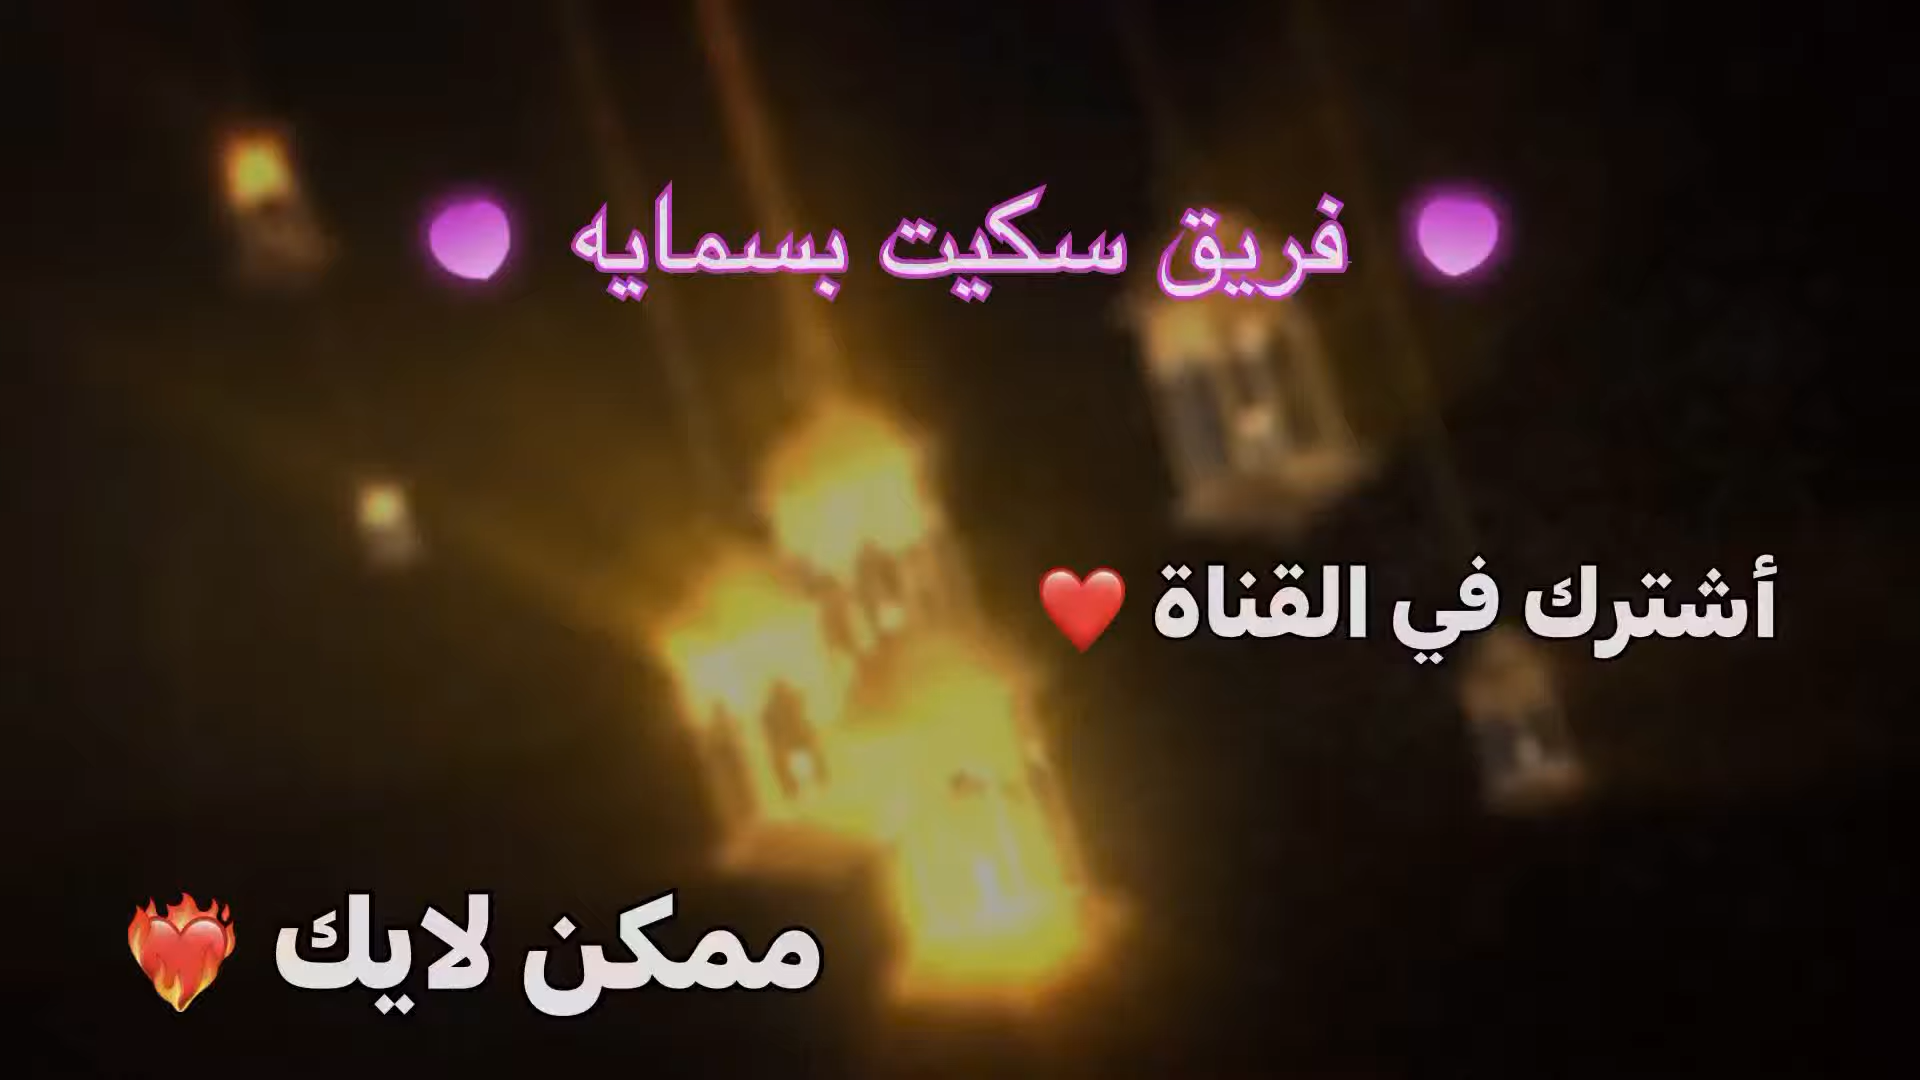 فريق سكيت بسمايه
أشترك في القناة ❤️
ممكن لايك ❤️‍🔥